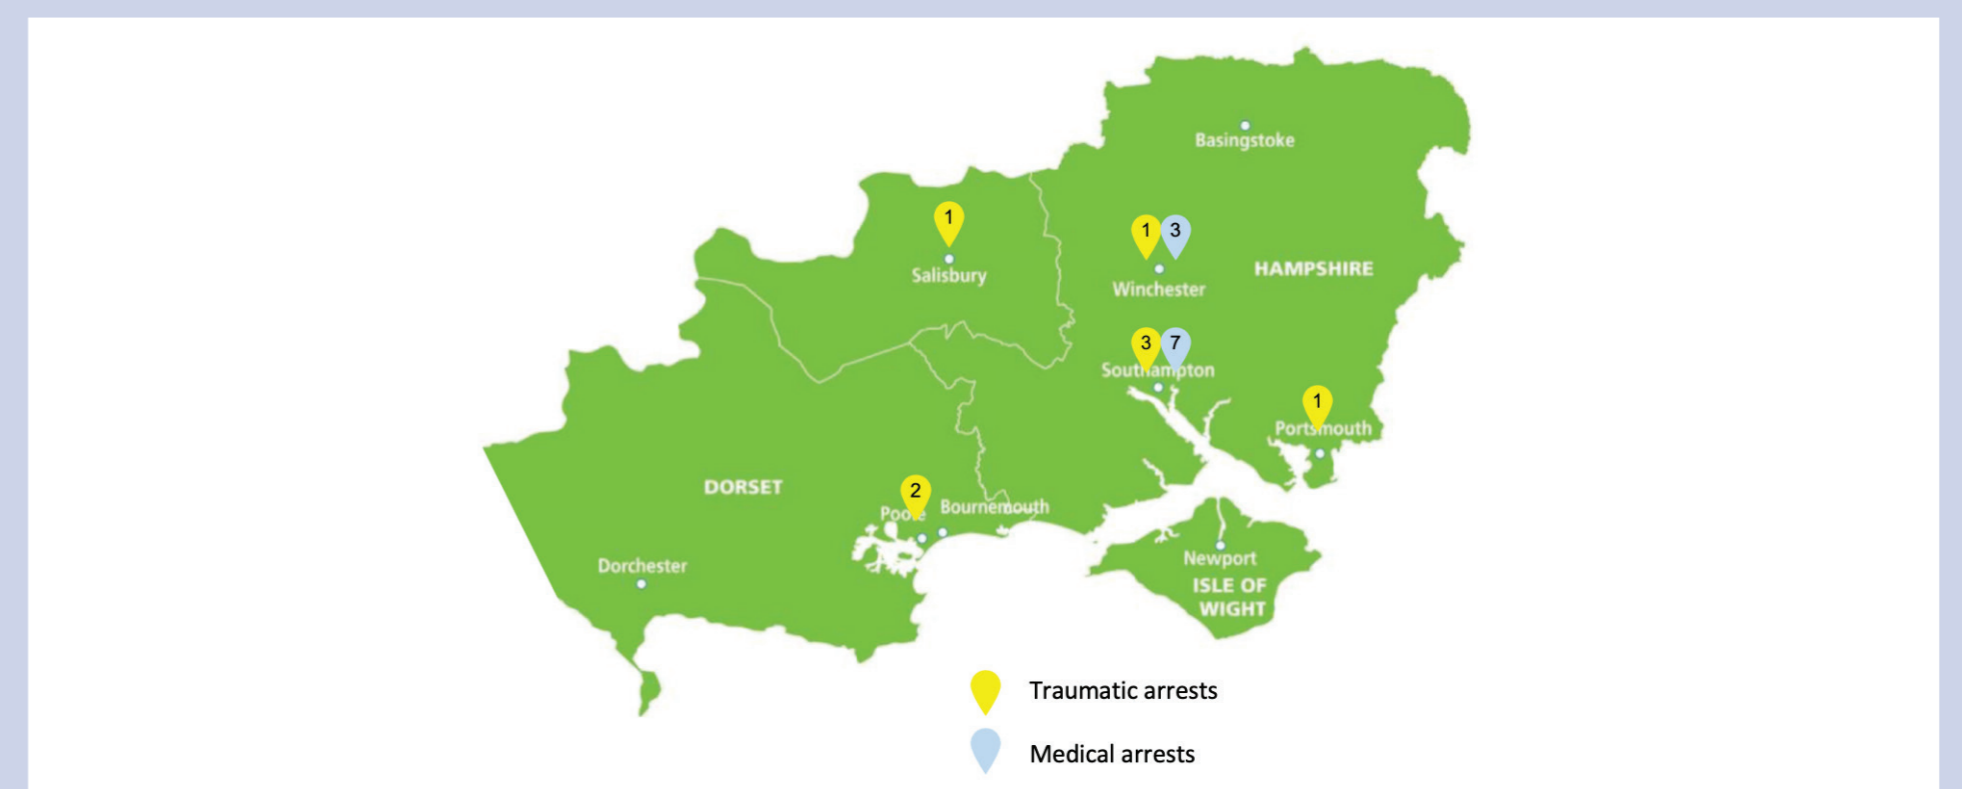 Basingstoke
1
Salisbury
1 3
Winchester
HAMPSHIRE
3 7
Southampton
1
Portsmouth
DORSET
2
Poole
Bournemouth
Dorchester
Newport
ISLE OF
WIGHT
Traumatic arrests
Medical arrests